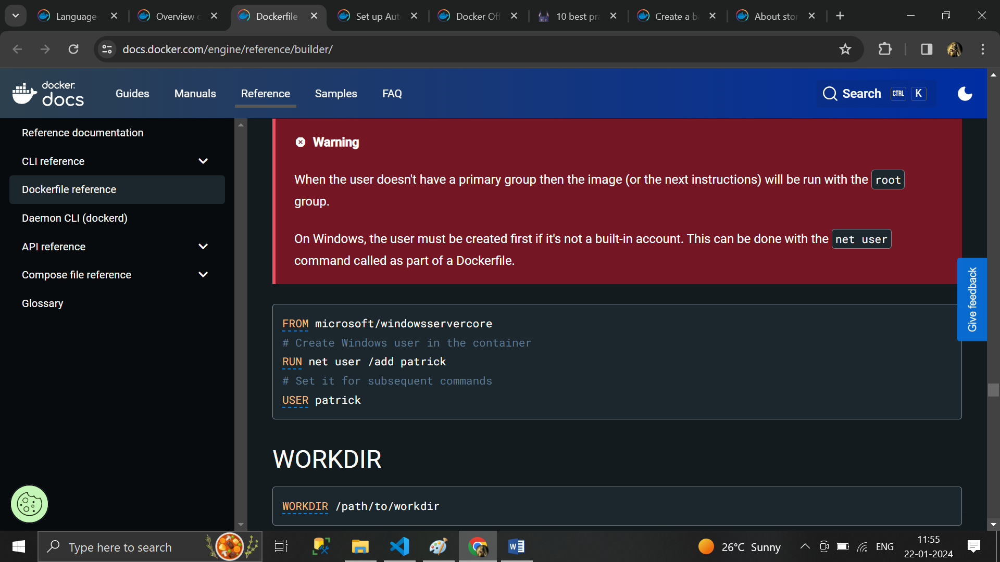 Language-
Overview c
Dockerfile
Set up Aut
Docker Off
10 best pra
Create a ba
About stor
docs.docker.com/engine/reference/builder/
docker
docs
Guides
Manuals
Reference
Samples
FAQ
Search
CTRL
K
Reference documentation
CLI reference
Dockerfile reference
Daemon CLI (dockerd)
API reference
Compose file reference
Glossary
Warning
When the user doesn't have a primary group then the image (or the next instructions) will be run with the root
group.
On Windows, the user must be created first if it's not a built-in account. This can be done with the net user
command called as part of a Dockerfile.
Give feedback
FROM microsoft/windowsservercore
# Create Windows user in the container
RUN net user /add patrick
# Set it for subsequent commands
USER patrick
WORKDIR
WORKDIR /path/to/workdir
Type here to search
26°C Sunny
ENG
11:55
22-01-2024